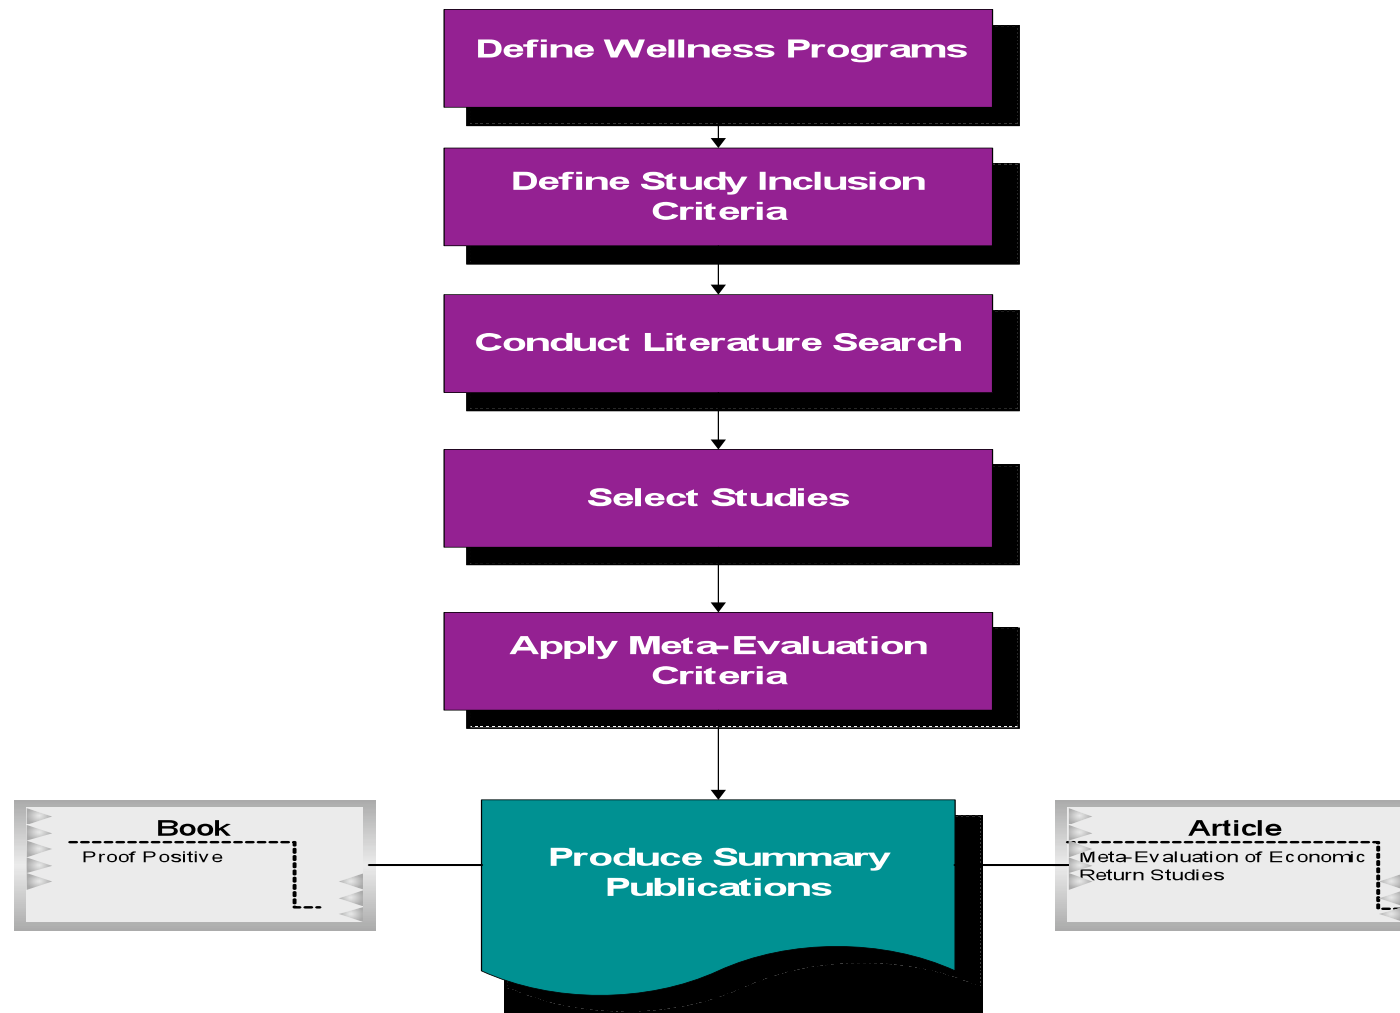 Define Wellness Programs
Define Study Inclusion
Criteria
Conduct Literature Search
Select Studies
Apply Meta-Evaluation
Criteria
Produce Summary
Publications
Book
Proof Positive
Article
Meta-Evaluation of Economic
Return Studies